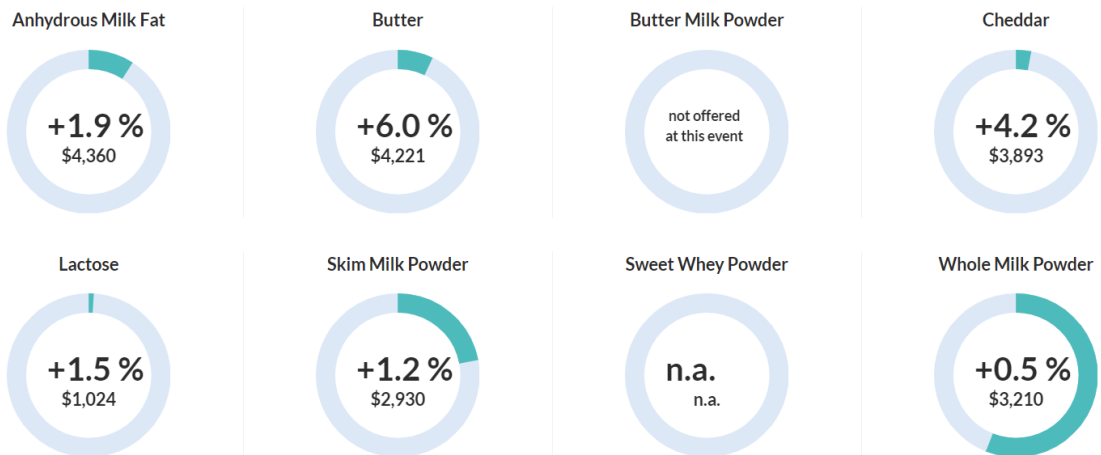 Anhydrous Milk Fat
+1.9 %
$4,360
Butter
+6.0 %
$4,221
Butter Milk Powder
not offered
at this event
Cheddar
+4.2 %
$3,893
Lactose
+1.5 %
$1,024
Skim Milk Powder
+1.2 %
$2,930
Sweet Whey Powder
n.a.
n.a.
Whole Milk Powder
+0.5 %
$3,210